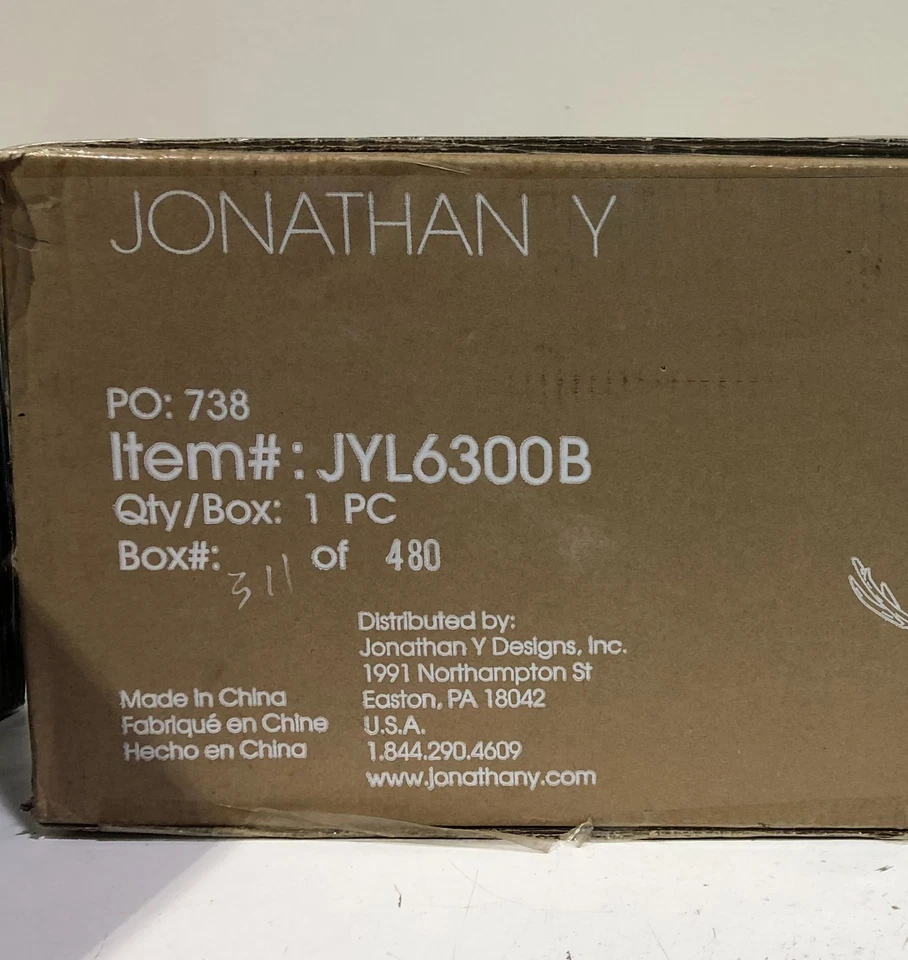 JONATHAN Y
PO: 738
Item#: JYL6300B
Qty/Box: 1 PC
Box#: 311 of 480
Distributed by:
Jonathan Y Designs, Inc.
1991 Northampton St
Easton, PA 18042
U.S.A.
1.844.290.4609
www.jonathany.com
Made in China
Fabriqué en Chine
Hecho en China